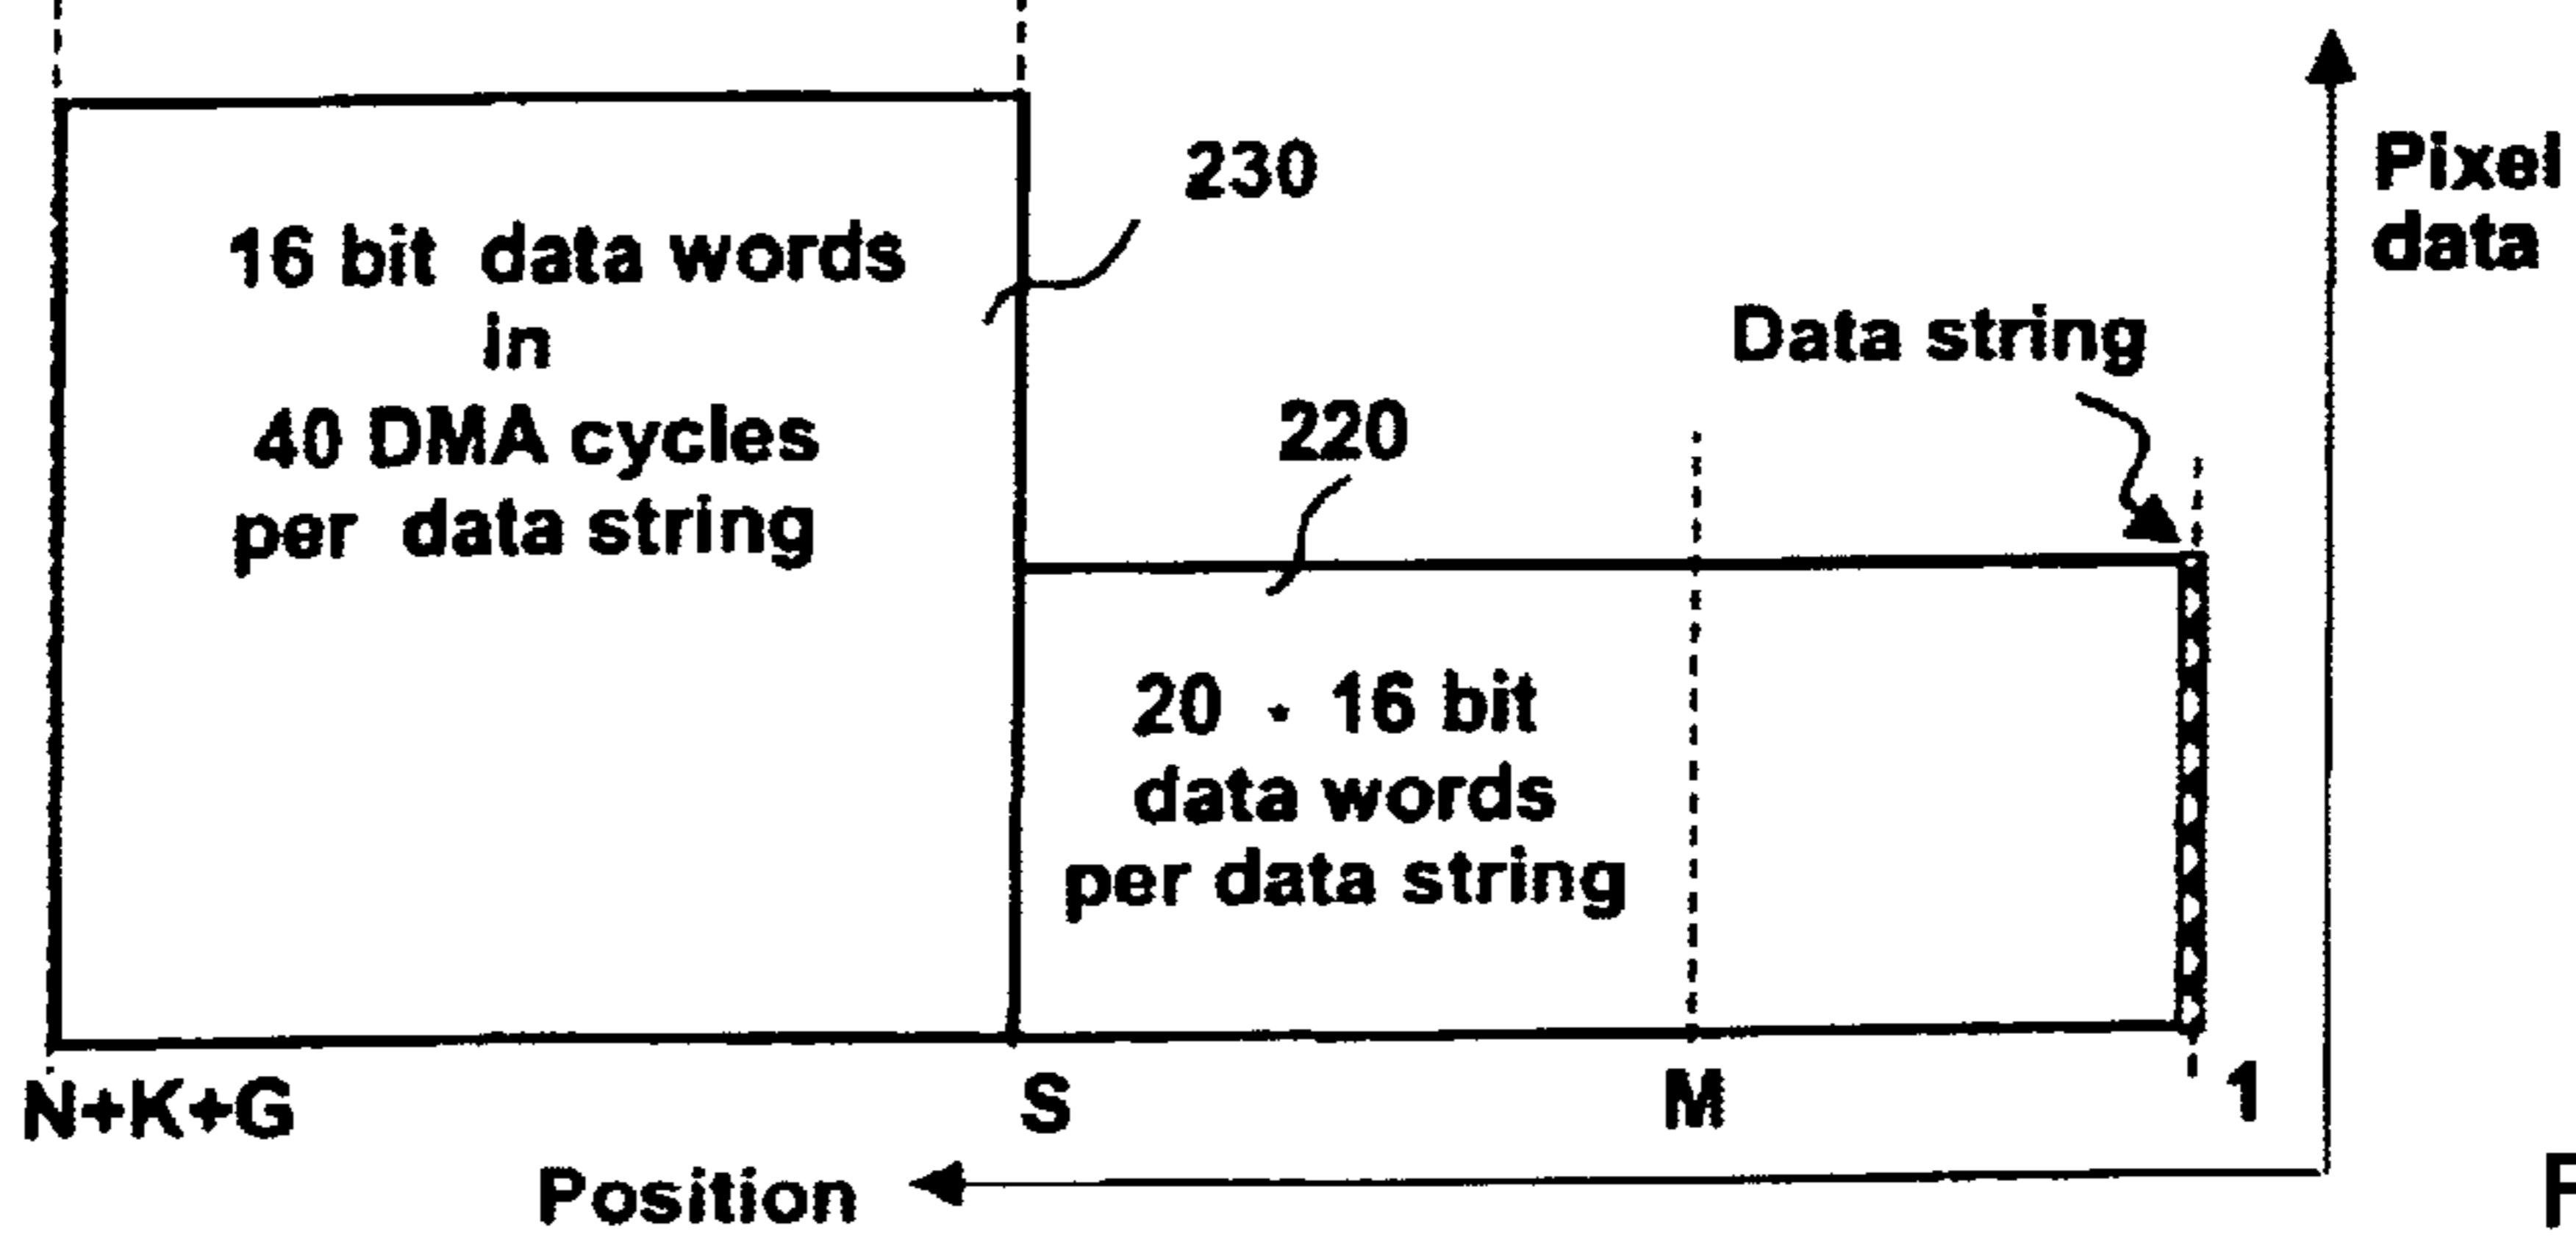 230
Pixel
data
16 bit data words
in
40 DMA cycles
per data string
Data string
220
20 · 16 bit
data words
per data string
N+K+G
S
M
1
Position
F